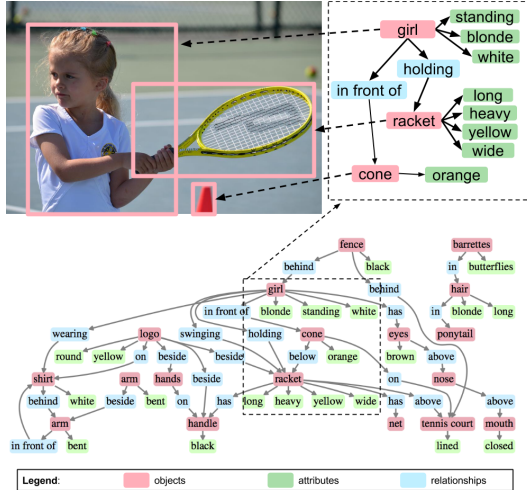 girl
standing
blonde
white
holding
in front of
long
heavy
racket
yellow
wide
cone
orange
fence
barrettes
behind
black
in
butterflies
girl
behind
hair
in front of
blonde
standing
white
has
in
blonde
long
wearing
logo
swinging
holding
cone
eyes
ponytail
round
yellow
on
beside
beside
below
orange
brown
above
shirt
arm
hands
beside
racket
on
nose
behind
white
beside
bent
on
has
long
heavy
yellow
wide
has
above
above
arm
handle
net
tennis court
mouth
in front of
bent
black
lined
closed
Legend:
objects
attributes
relationships